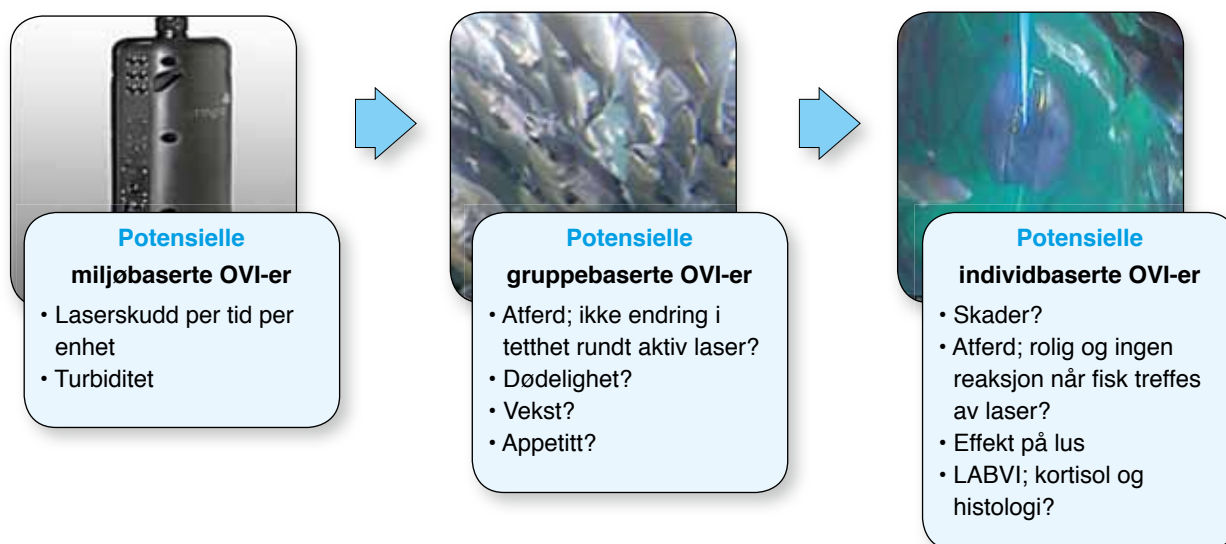 Potensielle
miljøbaserte OVI-er
• Laserskudd per tid per
enhet
• Turbiditet
Potensielle
gruppebaserte OVI-er
• Atferd; ikke endring i
tetthet rundt aktiv laser?
• Dødelighet?
• Vekst?
• Appetitt?
Potensielle
individbaserte OVI-er
• Skader?
• Atferd; rolig og ingen
reaksjon når fisk treffes
av laser?
• Effekt på lus
• LABVI; kortisol og
histologi?